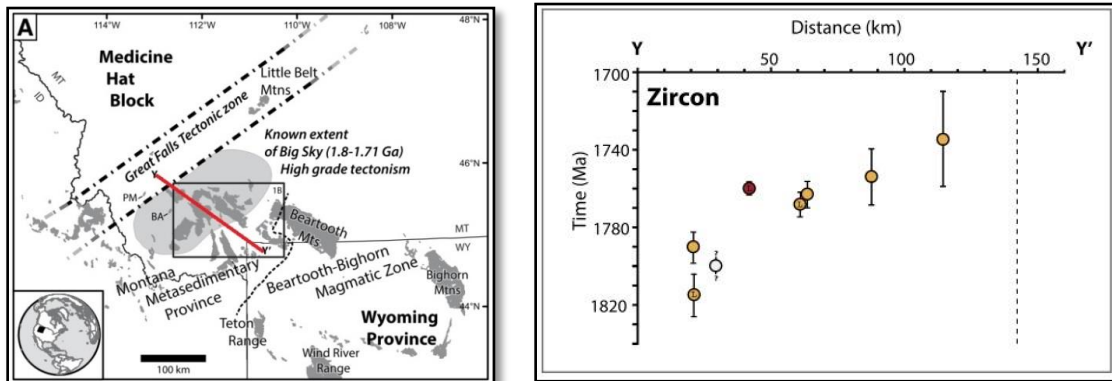 A
114°W
112°W
110°W
108°W
48°N
Medicine
Hat
Block
MT
ID
Little Belt
Mtns
Great Falls Tectonic zone
Known extent
of Big Sky (1.8-1.71 Ga)
High grade tectonism
46°N
Y
PM
1B
BA
Beartooth
Mts.
MT
WY
Y'
Montana
Metasedimentary
Province
Beartooth-Bighorn
Magmatic Zone
Bighorn
Mtns
44°N
Teton
Range
Wyoming
Province
Wind River
Range
100 km
Distance (km)
Y
Y'
50
100
150
1700
Zircon
1740
Time (Ma)
1780
?
?
1820